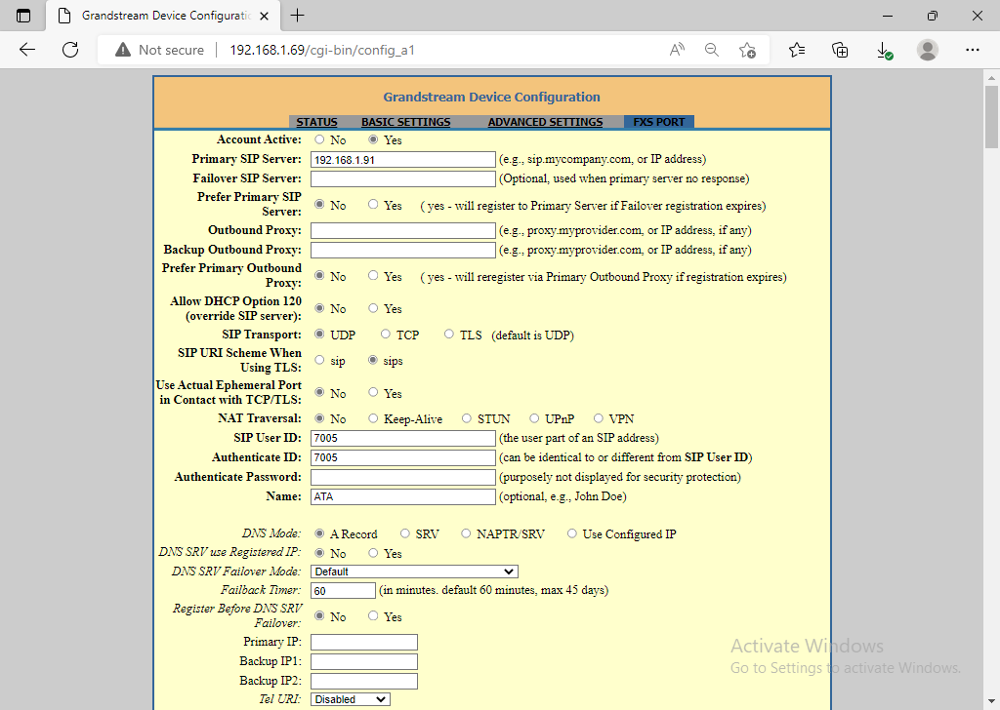 Grandstream Device Configuratic
Not secure 192.168.1.69/cgi-bin/config_a1
Grandstream Device Configuration
STATUS BASIC SETTINGS ADVANCED SETTINGS FXS PORT
Account Active: No Yes
Primary SIP Server: 192.168.1.91 (e.g., sip.mycompany.com, or IP address)
Failover SIP Server: (Optional, used when primary server no response)
Prefer Primary SIP
Server: No Yes ( yes - will register to Primary Server if Failover registration expires)
Outbound Proxy: (e.g., proxy.myprovider.com, or IP address, if any)
Backup Outbound Proxy: (e.g., proxy.myprovider.com, or IP address, if any)
Prefer Primary Outbound
Proxy: No Yes ( yes - will reregister via Primary Outbound Proxy if registration expires)
Allow DHCP Option 120
(override SIP server): No Yes
SIP Transport: UDP TCP TLS (default is UDP)
SIP URI Scheme When
Using TLS: sip sips
Use Actual Ephemeral Port
in Contact with TCP/TLS: No Yes
NAT Traversal: No Keep-Alive STUN UPnP VPN
SIP User ID: 7005 (the user part of an SIP address)
Authenticate ID: 7005 (can be identical to or different from SIP User ID)
Authenticate Password: (purposely not displayed for security protection)
Name: ATA (optional, e.g., John Doe)
DNS Mode: A Record SRV NAPTR/SRV Use Configured IP
DNS SRV use Registered IP: No Yes
DNS SRV Failover Mode: Default
Failback Timer: 60 (in minutes. default 60 minutes, max 45 days)
Register Before DNS SRV
Failover: No Yes
Primary IP:
Backup IP1:
Backup IP2:
Tel URI: Disabled
Activate Windows
Go to Settings to activate Windows.